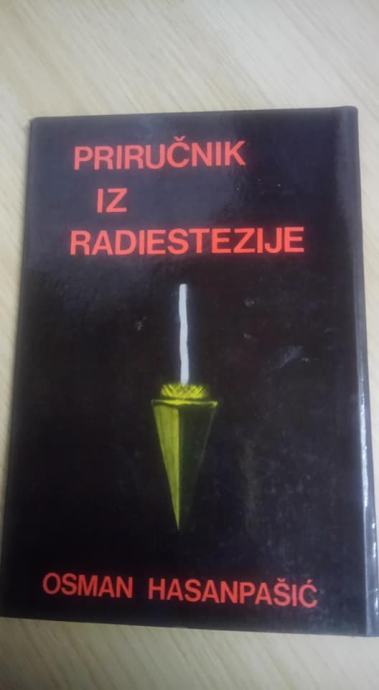 PRIRUČNIK
IZ
RADIESTEZIJE
OSMAN HASANPAŠIĆ